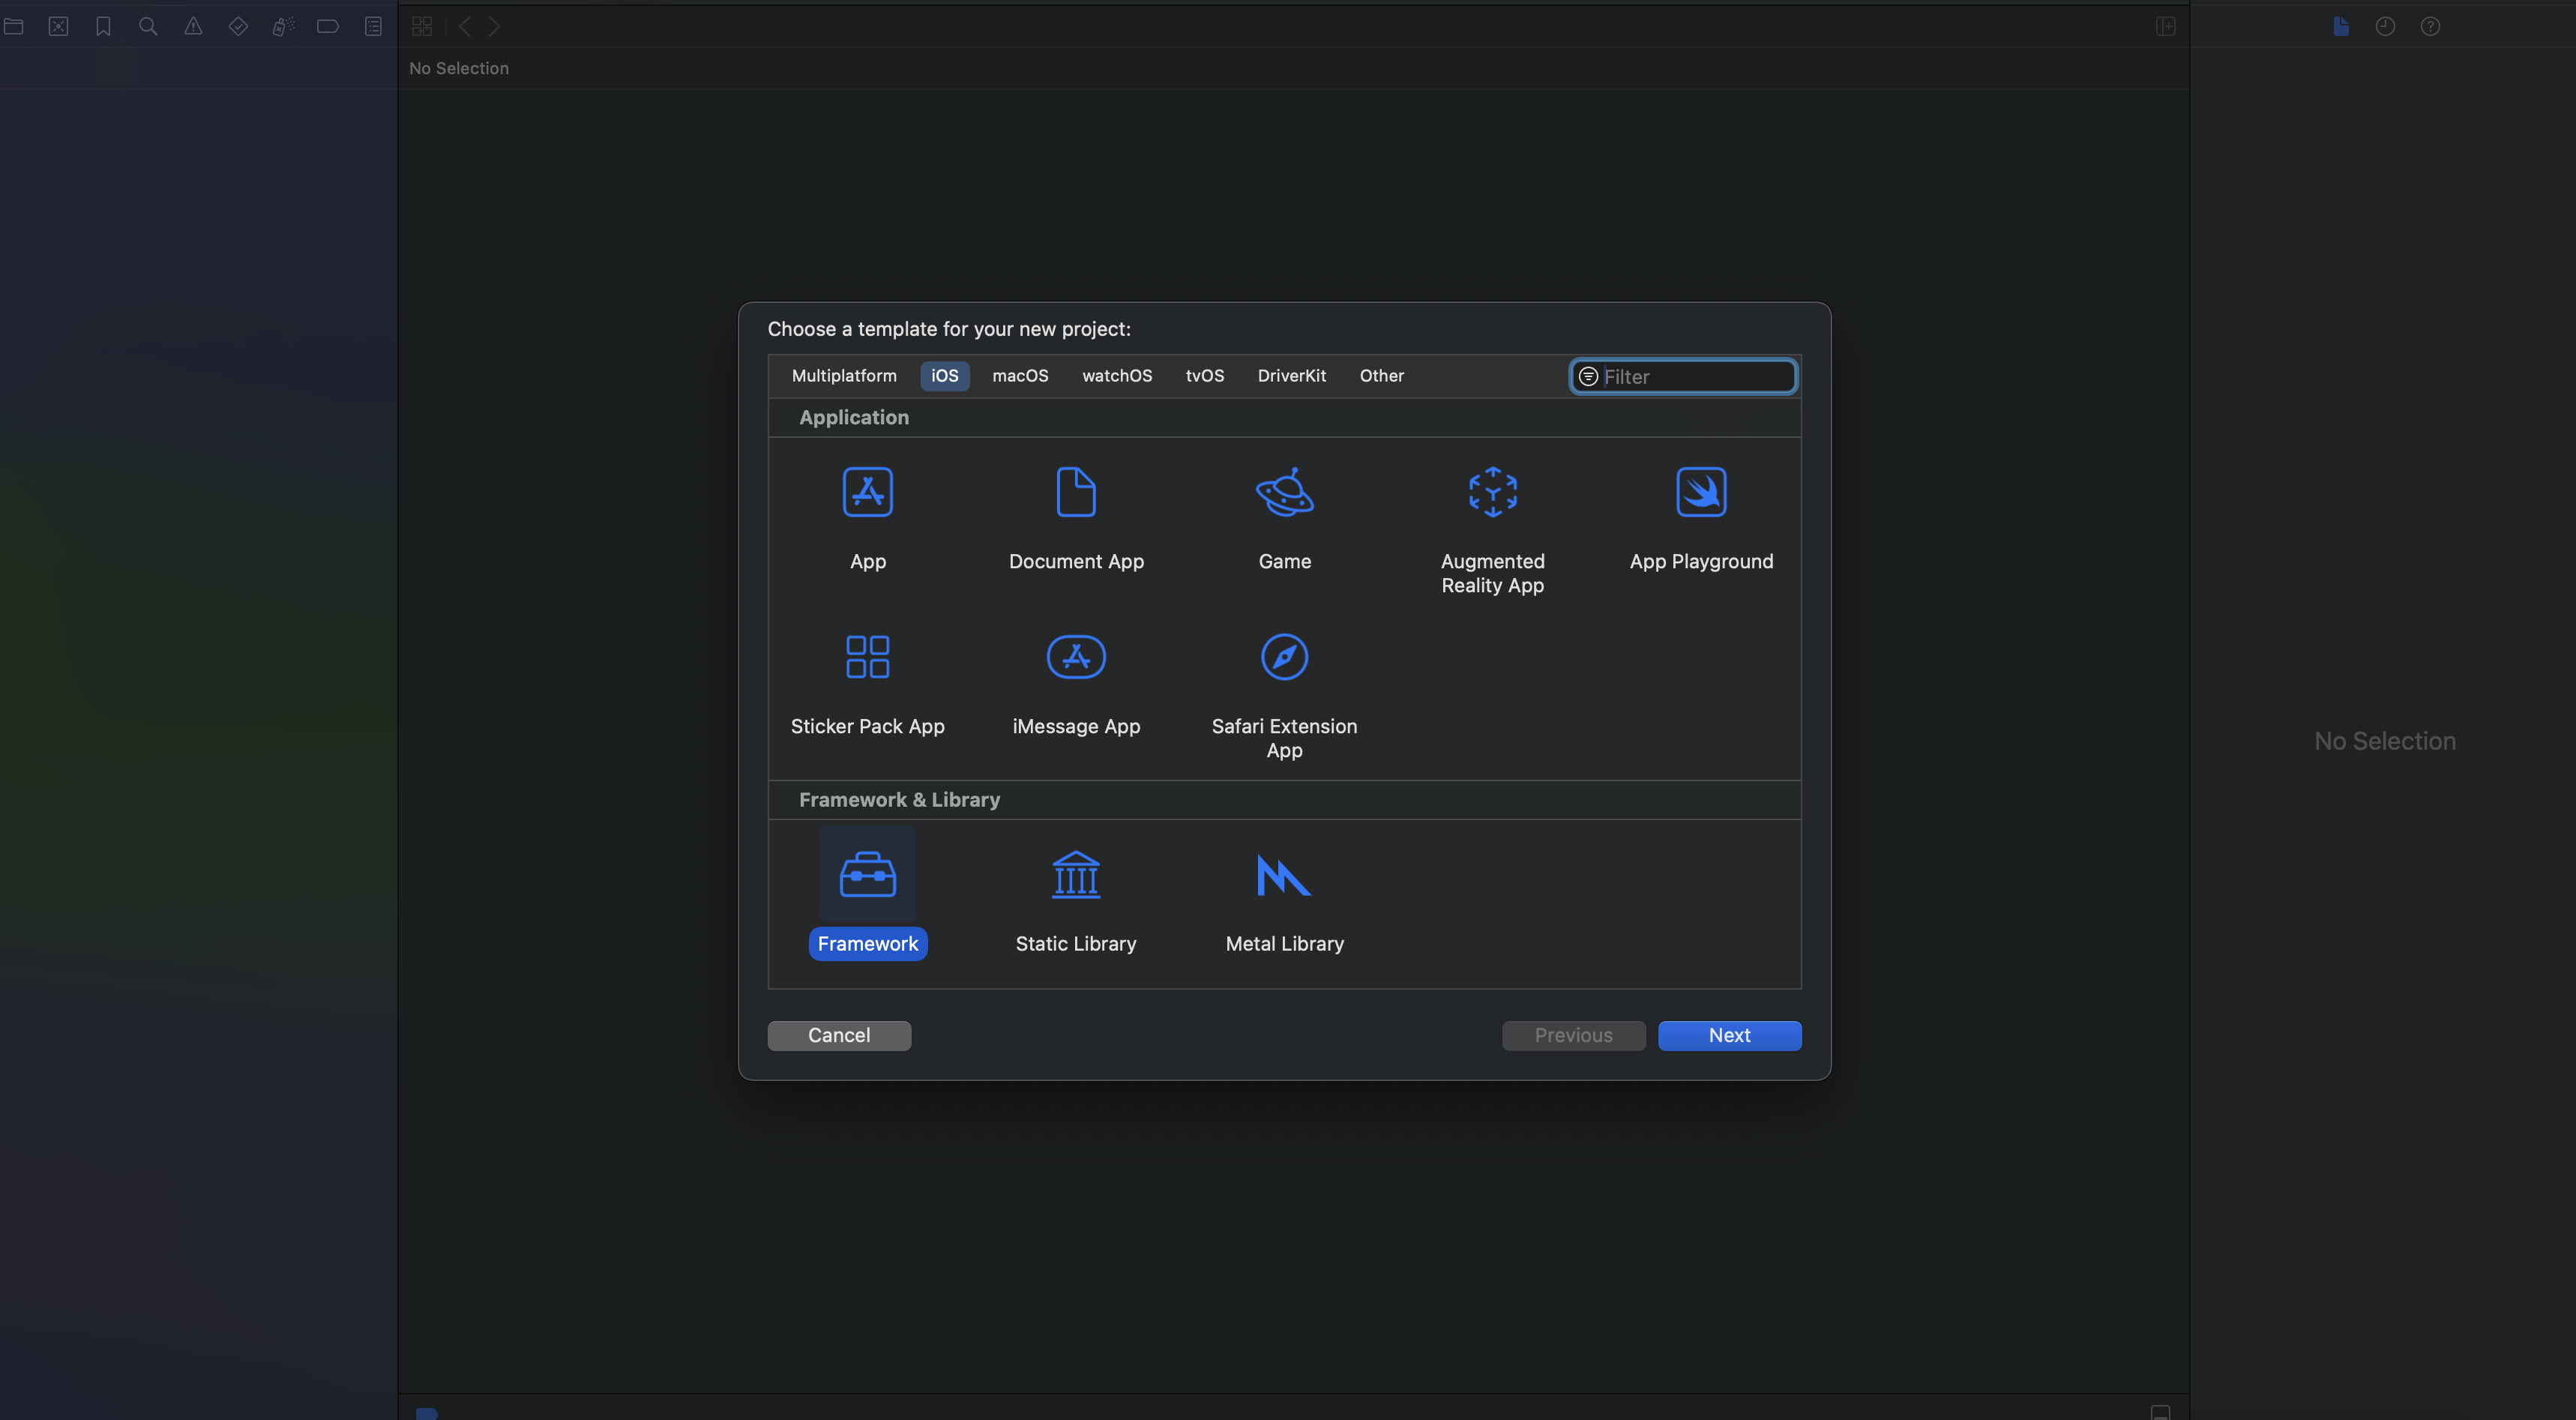 No Selection
Choose a template for your new project:
Multiplatform iOS macOS watchOS tvOS DriverKit Other Filter
Application
App Document App Game Augmented App Playground
Reality App
Sticker Pack App iMessage App Safari Extension
App
No Selection
Framework & Library
Framework Static Library Metal Library
Cancel Previous Next